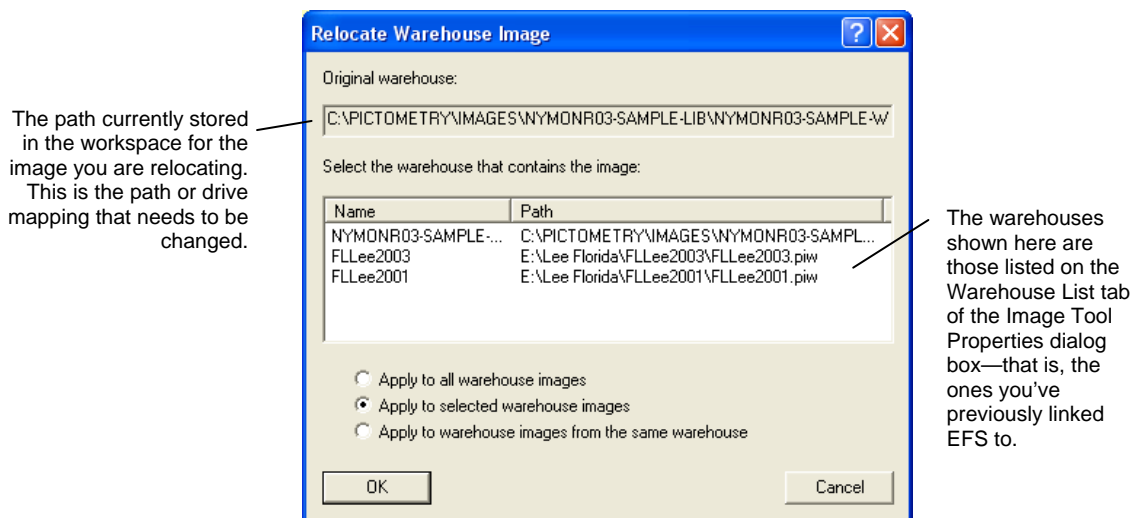 Relocate Warehouse Image
Original warehouse:
C:\PICTOMETRY\IMAGES\NYMONR03-SAMPLE-LIB\NYMONR03-SAMPLE-W
Select the warehouse that contains the image:
Name Path
NYMONR03-SAMPLE-... C:\PICTOMETRY\IMAGES\NYMONR03-SAMPL...
FLLee2003 E:\Lee Florida\FLLee2003\FLLee2003.piw
FLLee2001 E:\Lee Florida\FLLee2001\FLLee2001.piw
Apply to all warehouse images
Apply to selected warehouse images
Apply to warehouse images from the same warehouse
OK Cancel
The path currently stored
in the workspace for the
image you are relocating.
This is the path or drive
mapping that needs to be
changed.
The warehouses
shown here are
those listed on the
Warehouse List tab
of the Image Tool
Properties dialog
box—that is, the
ones you’ve
previously linked
EFS to.